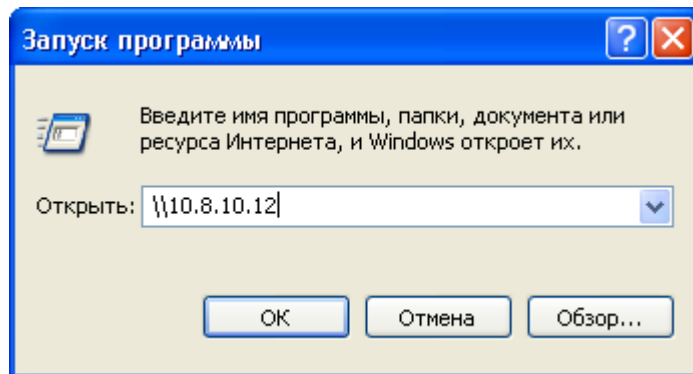 Запуск программы
Введите имя программы, папки, документа или
ресурса Интернета, и Windows откроет их.
Открыть: \\10.8.10.12
ОК Отмена Обзор...